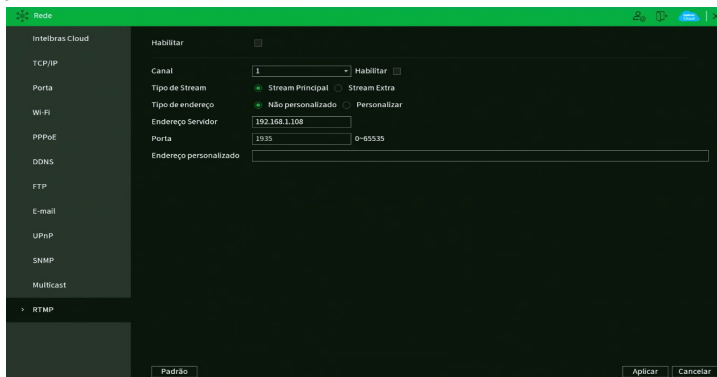 Rede
Intelbras Cloud
TCP/IP
Porta
Wi-Fi
PPPoE
DDNS
FTP
E-mail
UPnP
SNMP
Multicast
> RTMP
Habilitar
Canal 1 Habilitar
Tipo de Stream Stream Principal Stream Extra
Tipo de endereço Não personalizado Personalizar
Endereço Servidor 192.168.1.108
Porta 1935 0~65535
Endereço personalizado
Padrão Aplicar Cancelar